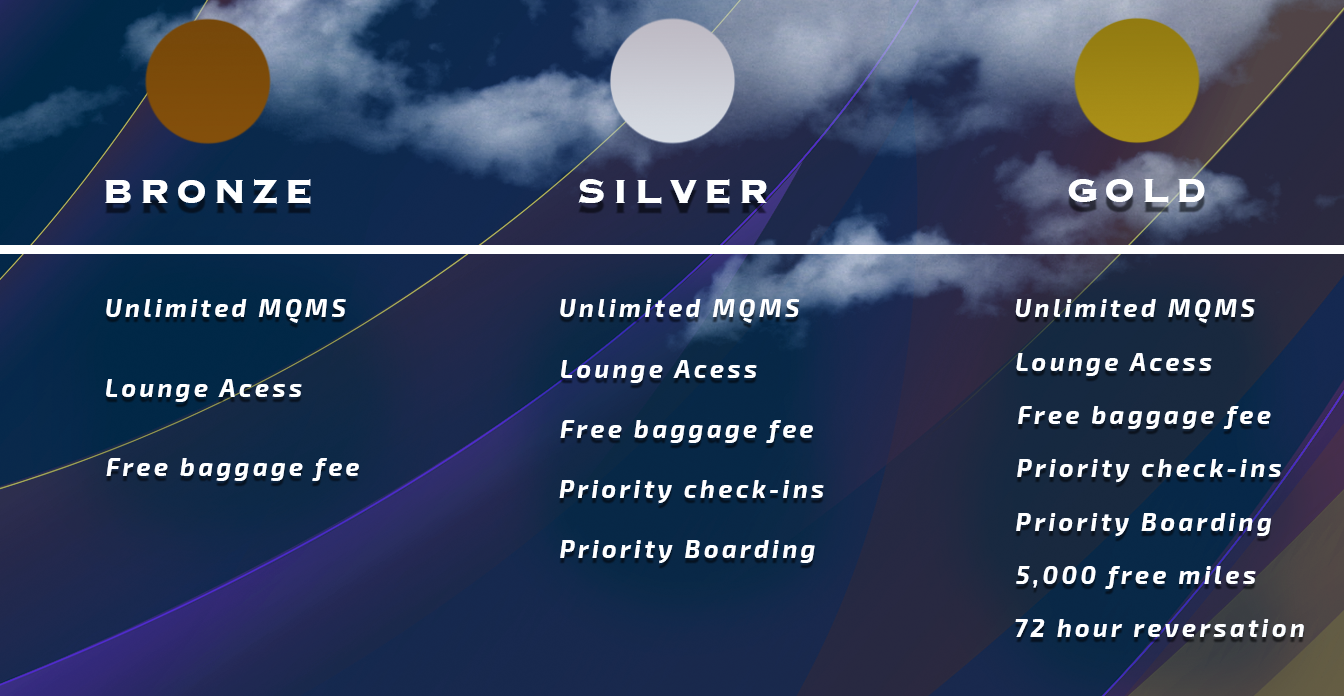 BRONZE
SILVER
GOLD
Unlimited MQMS
Lounge Acess
Free baggage fee
Unlimited MQMS
Lounge Acess
Free baggage fee
Priority check-ins
Priority Boarding
Unlimited MQMS
Lounge Acess
Free baggage fee
Priority check-ins
Priority Boarding
5,000 free miles
72 hour reversation